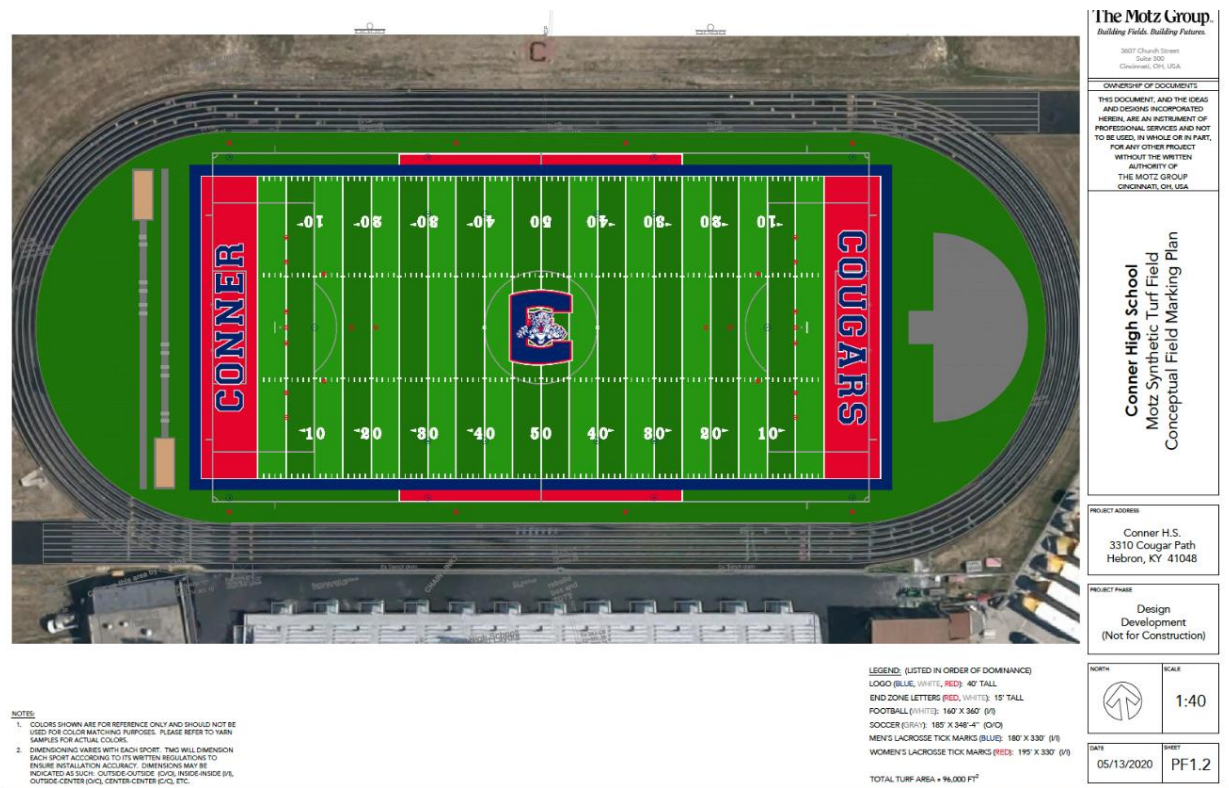 The Motz Group
Building Fields. Building Futures.
3607 Church Street
Suite 300
Cincinnati, OH, USA
OWNERSHIP OF DOCUMENTS
THIS DOCUMENT, AND THE IDEAS
AND DESIGNS INCORPORATED
HEREIN, ARE AN INSTRUMENT OF
PROFESSIONAL SERVICES AND NOT
TO BE USED, IN WHOLE OR IN PART,
FOR ANY OTHER PROJECT
WITHOUT THE WRITTEN
AUTHORITY OF
THE MOTZ GROUP
CINCINNATI, OH, USA
C
10 20 30 40 50 40 30 20 10
CONNER
C
COUGARS
10 20 30 40 50 40 30 20 10
Conner High School
Motz Synthetic Turf Field
Conceptual Field Marking Plan
PROJECT ADDRESS
Conner H.S.
3310 Cougar Path
Hebron, KY 41048
PROJECT PHASE
Design
Development
(Not for Construction)
NORTH
SCALE
1:40
DATE
05/13/2020
SHEET
PF1.2
LEGEND: (LISTED IN ORDER OF DOMINANCE)
LOGO (BLUE, WHITE, RED): 40' TALL
END ZONE LETTERS (RED, WHITE): 15' TALL
FOOTBALL (WHITE): 160' X 360' (I/I)
SOCCER (GRAY): 185' X 348'-4" (O/O)
MEN'S LACROSSE TICK MARKS (BLUE): 180' X 330' (I/I)
WOMEN'S LACROSSE TICK MARKS (RED): 195' X 330' (I/I)
TOTAL TURF AREA ± 96,000 FT²
NOTES:
1. COLORS SHOWN ARE FOR REFERENCE ONLY AND SHOULD NOT BE
USED FOR COLOR MATCHING PURPOSES. PLEASE REFER TO YARN
SAMPLES FOR ACTUAL COLORS.
2. DIMENSIONING VARIES WITH EACH SPORT. TMG WILL DIMENSION
EACH SPORT ACCORDING TO ITS WRITTEN REGULATIONS TO
ENSURE INSTALLATION ACCURACY. DIMENSIONS MAY BE
INDICATED AS SUCH: OUTSIDE-OUTSIDE (O/O), INSIDE-INSIDE (I/I),
OUTSIDE-CENTER (O/C), CENTER-CENTER (C/C), ETC.